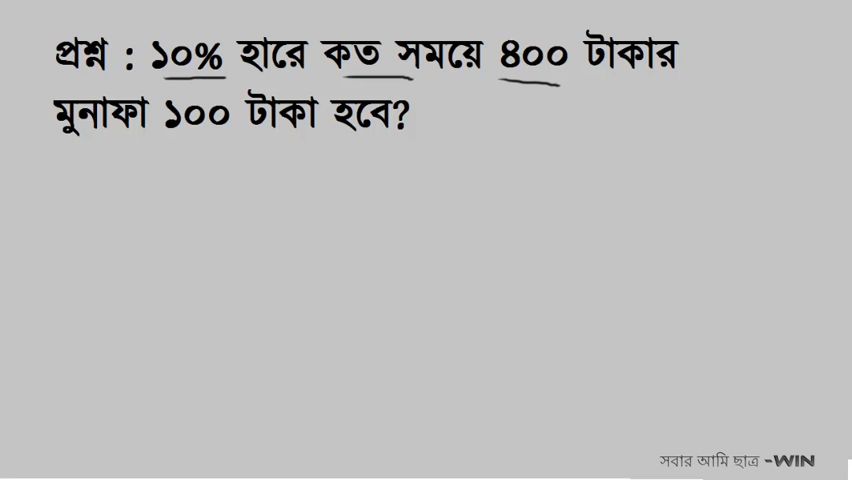 প্রশ্ন : ১০% হারে কত সময়ে ৪০০ টাকার
মুনাফা ১০০ টাকা হবে?
সবার আমি ছাত্র -WIN